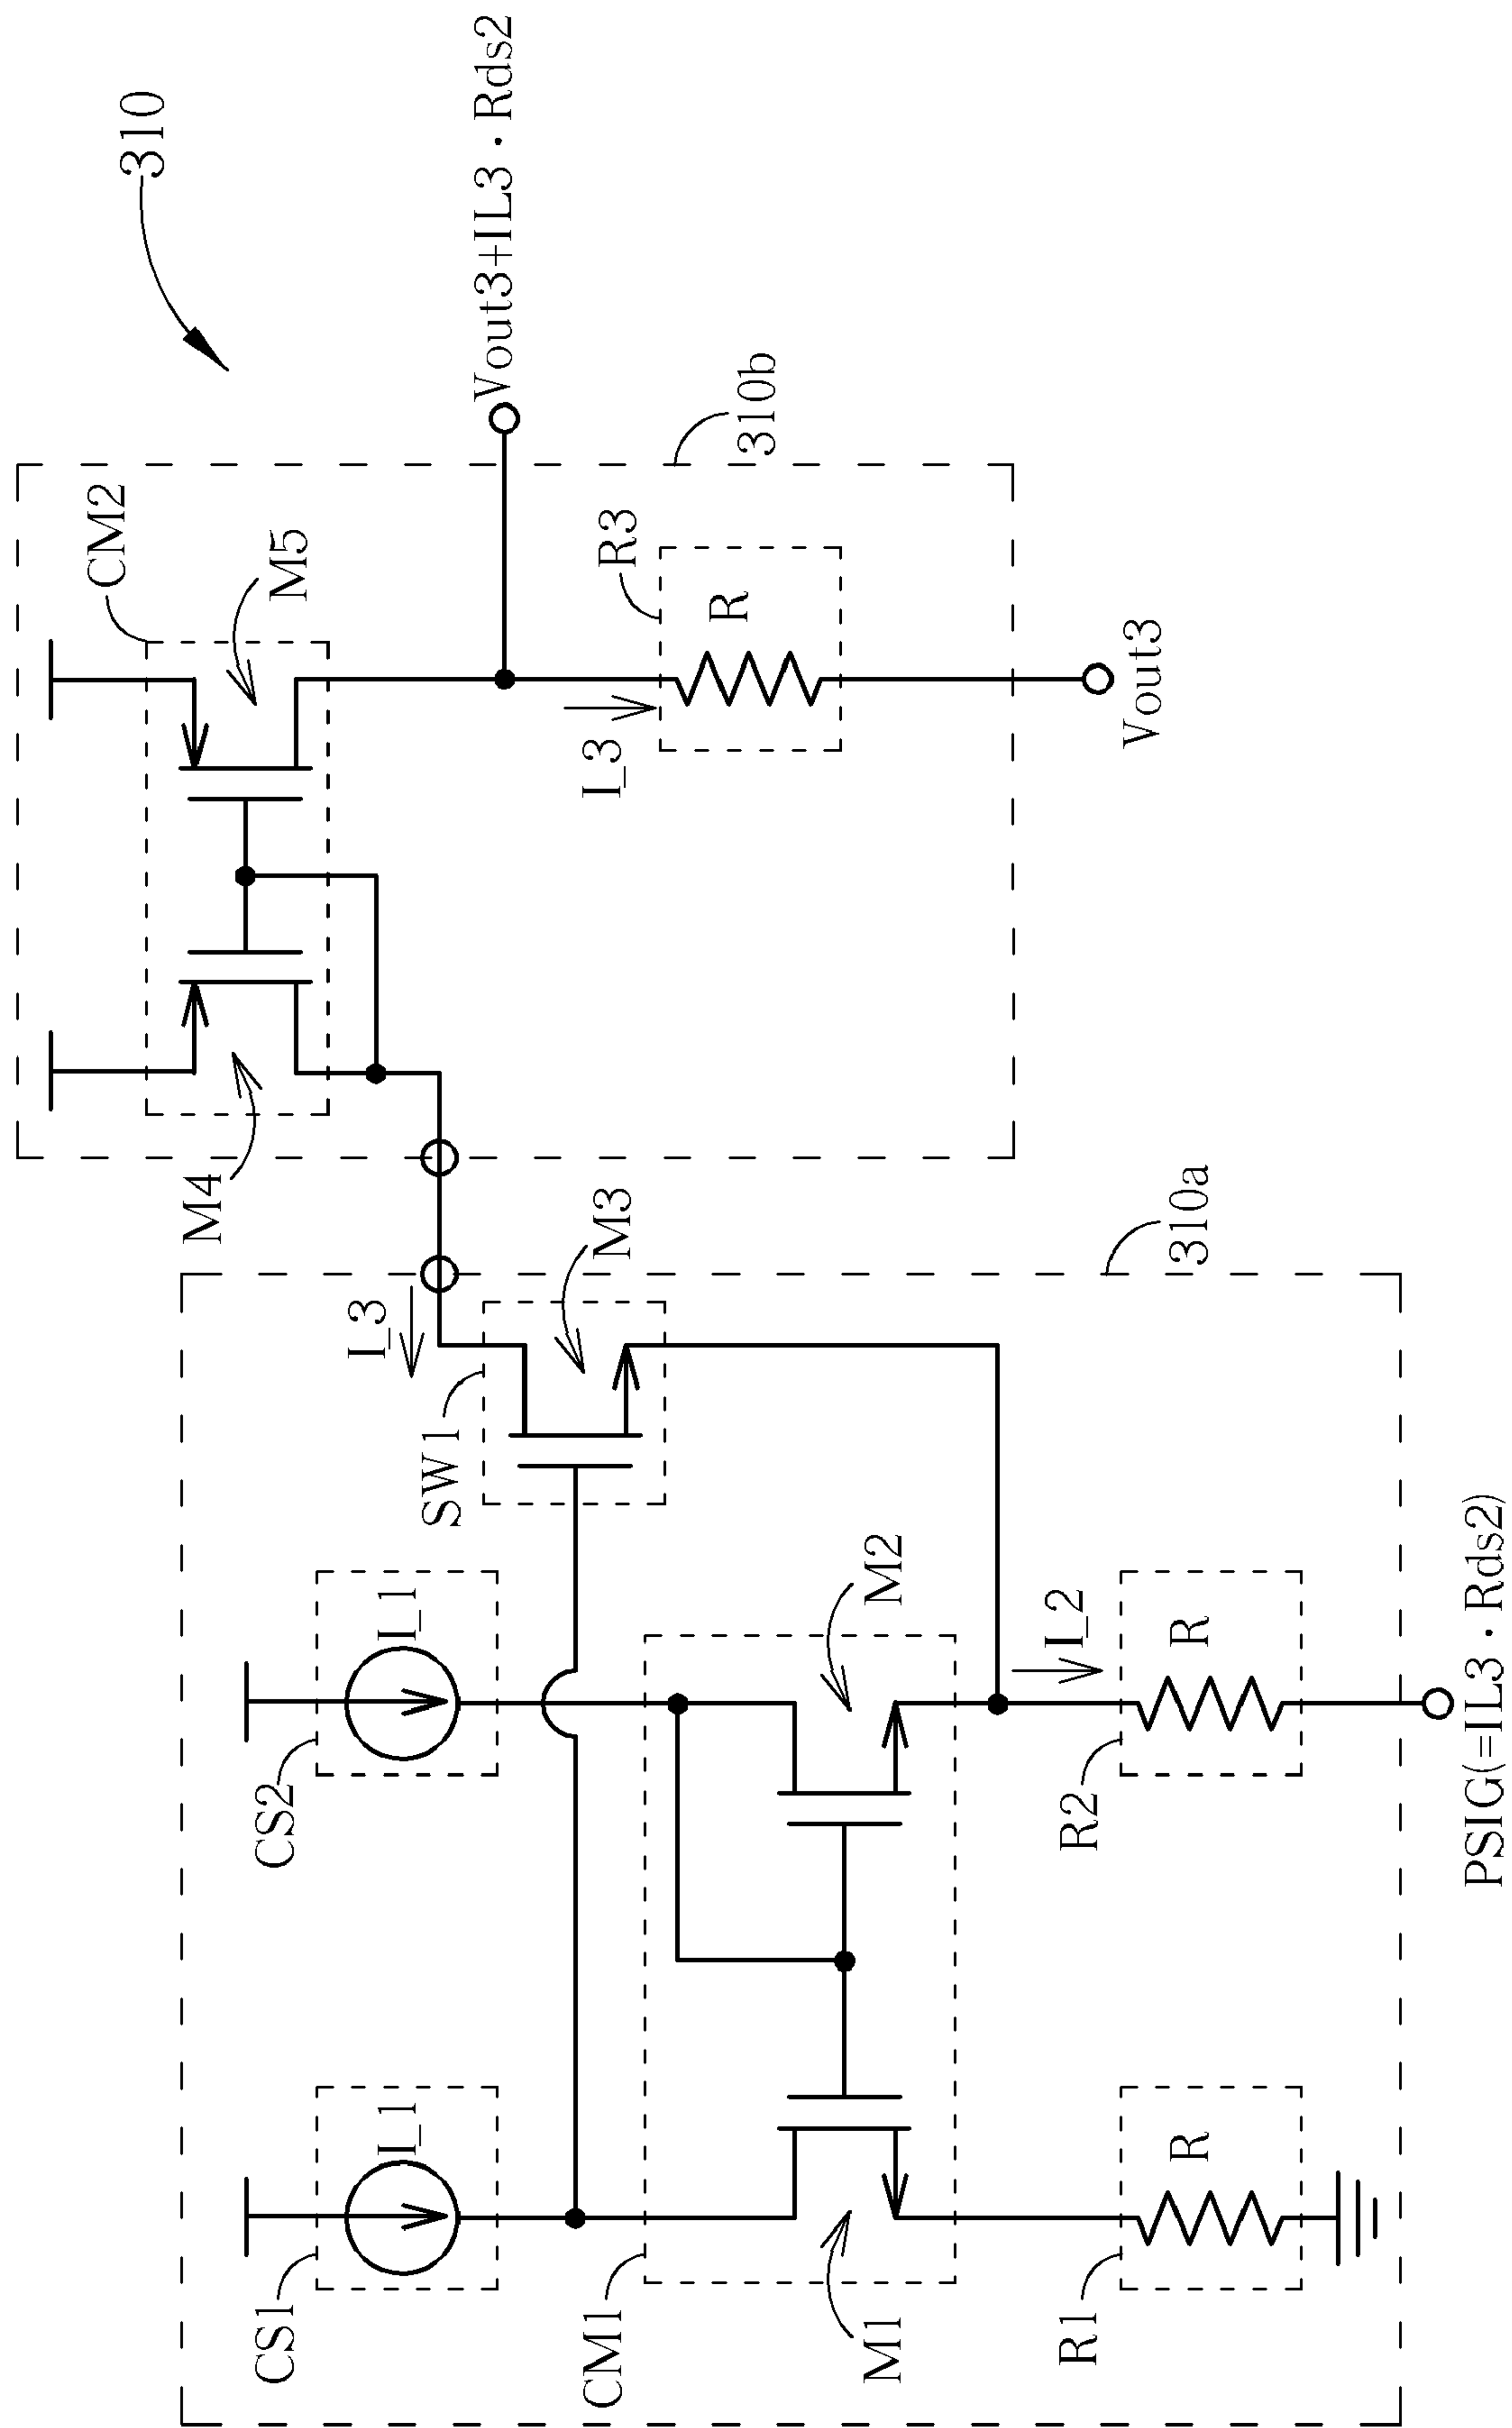 310
CM2
M5
M4
Vout3+IL3·Rds2
310b
R3
R
I_3
Vout3
I_3
M3
SW1
310a
CS1
I_1
CS2
I_1
CM1
M1
M2
I_2
R1
R
R2
R
PSIG(=IL3·Rds2)